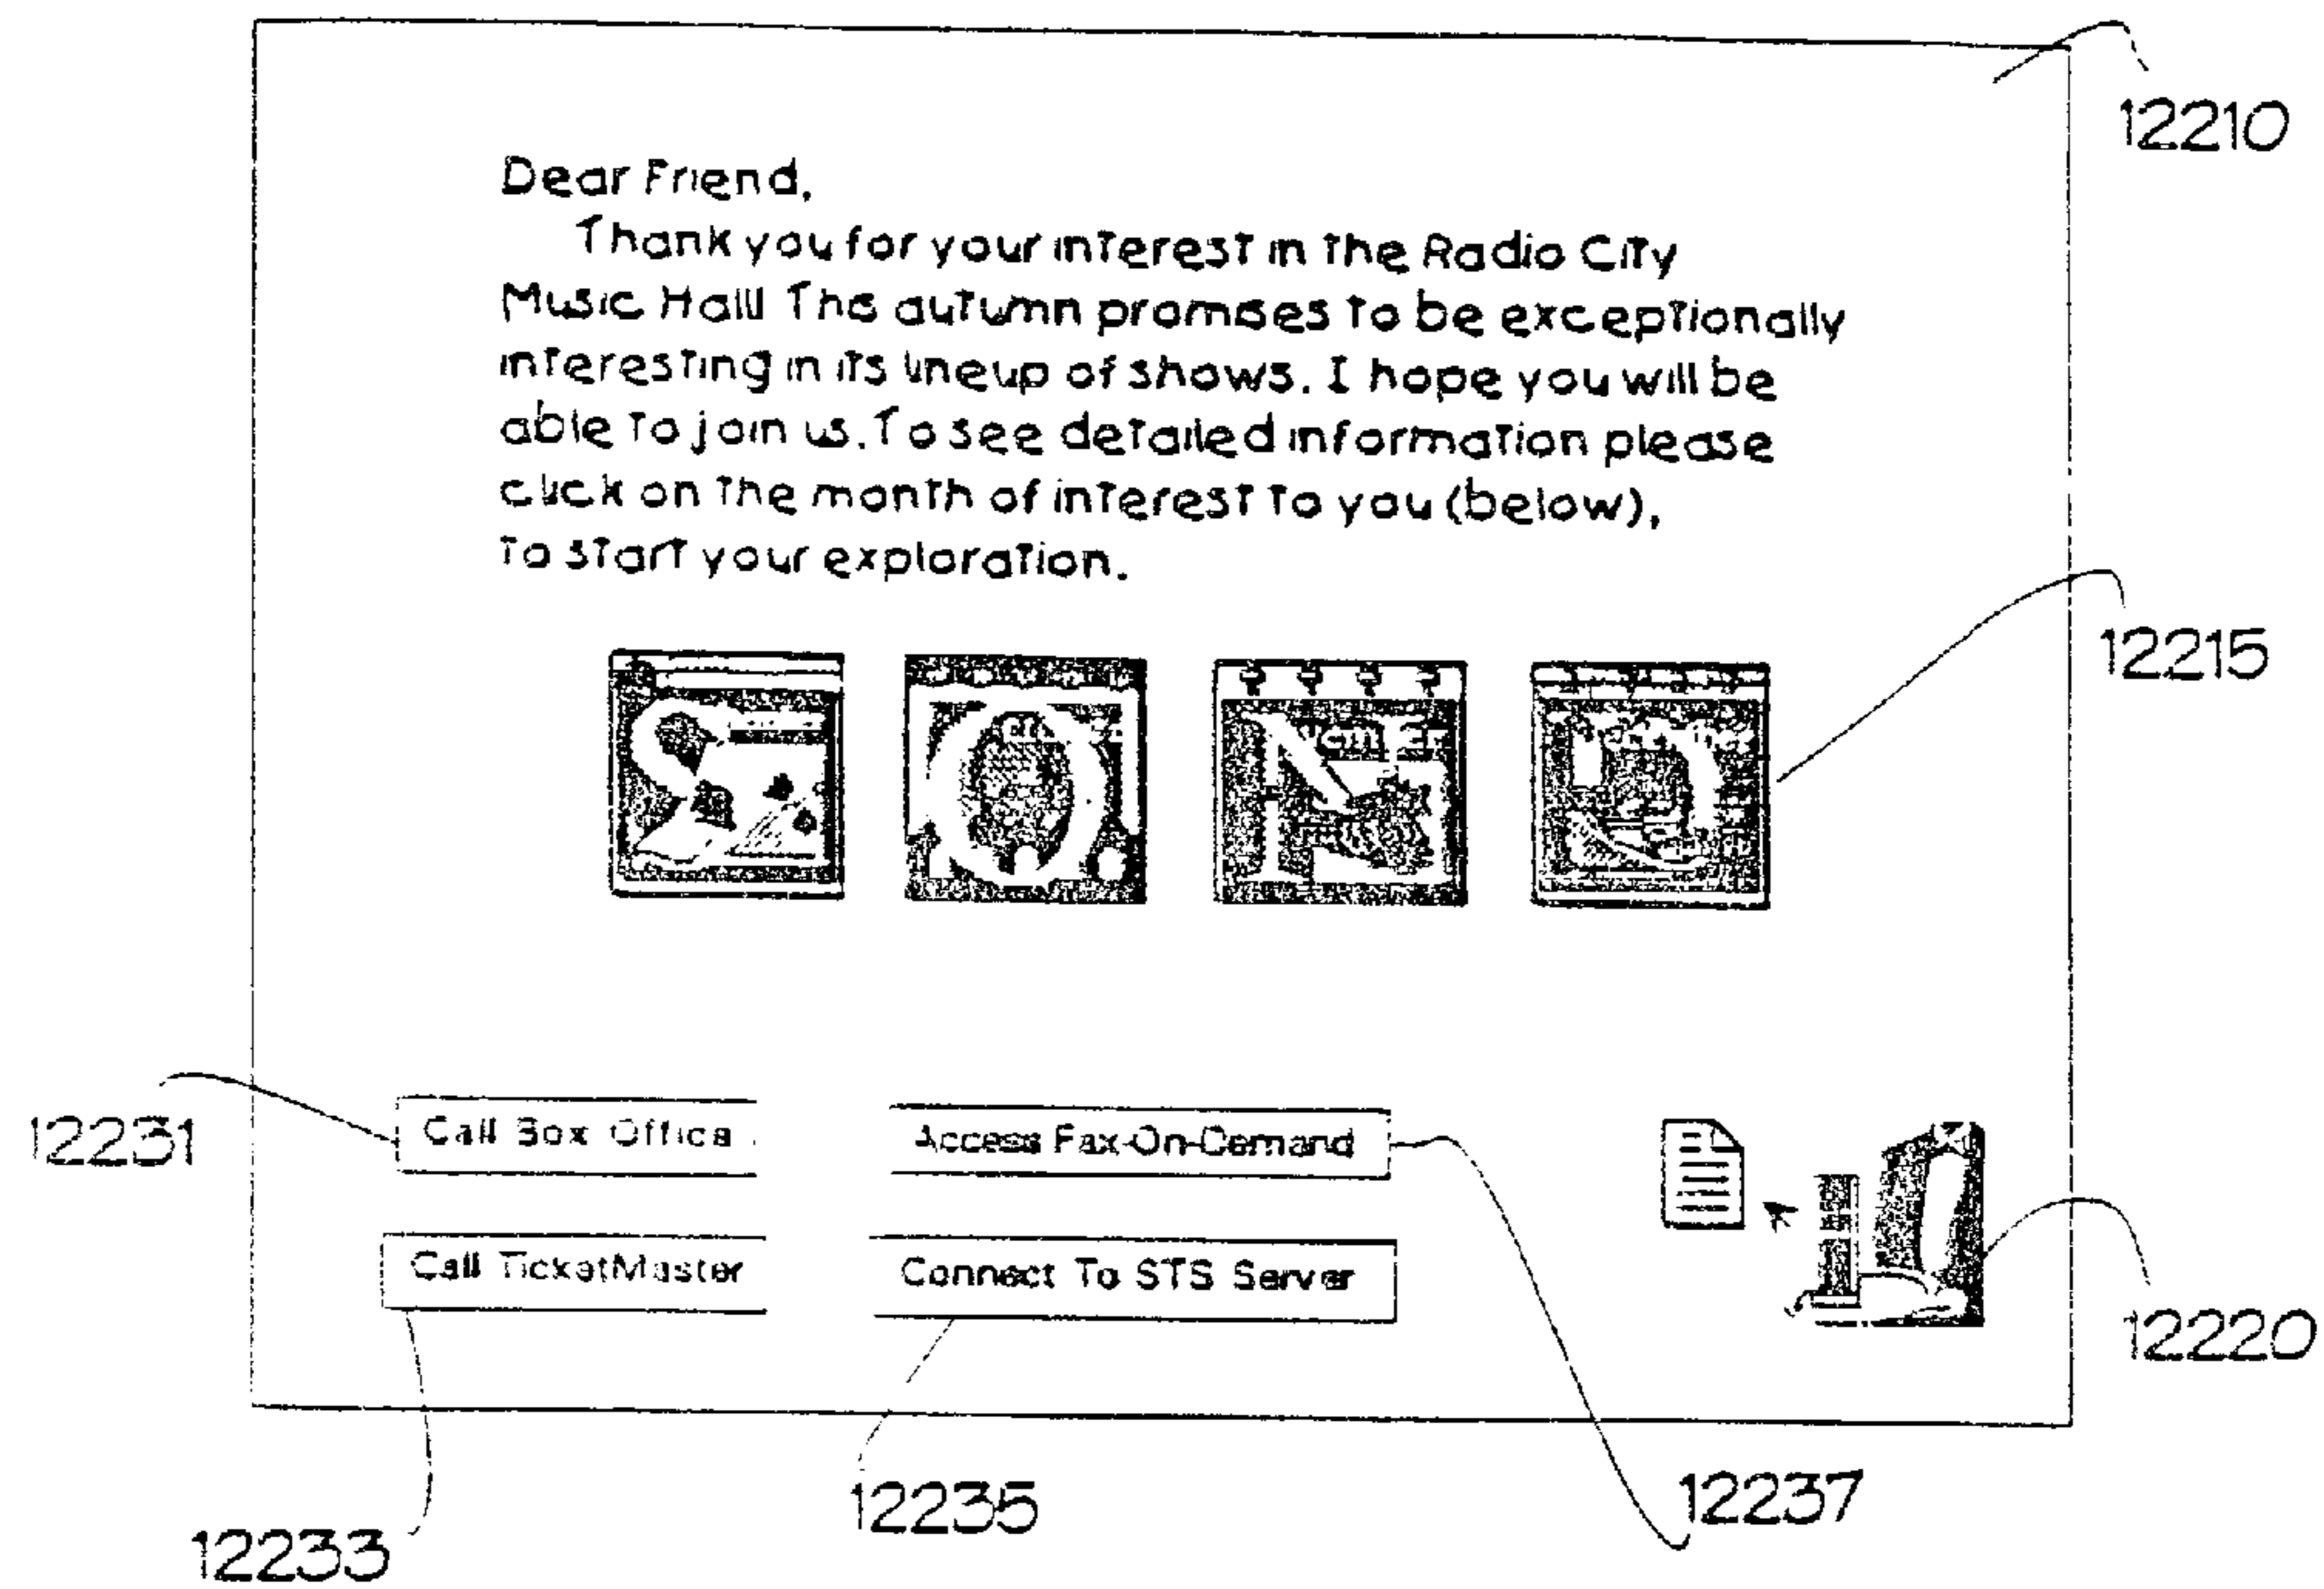 12210
Dear Friend,
Thank you for your interest in the Radio City
Music Hall! This autumn promises to be exceptionally
interesting in its lineup of shows. I hope you will be
able to join us. To see detailed information please
click on the month of interest to you (below),
to start your exploration.
12215
S O N D
12231
Call Box Office
Access Fax-On-Demand
Call TicketMaster
Connect To STS Server
12220
12233
12235
12237